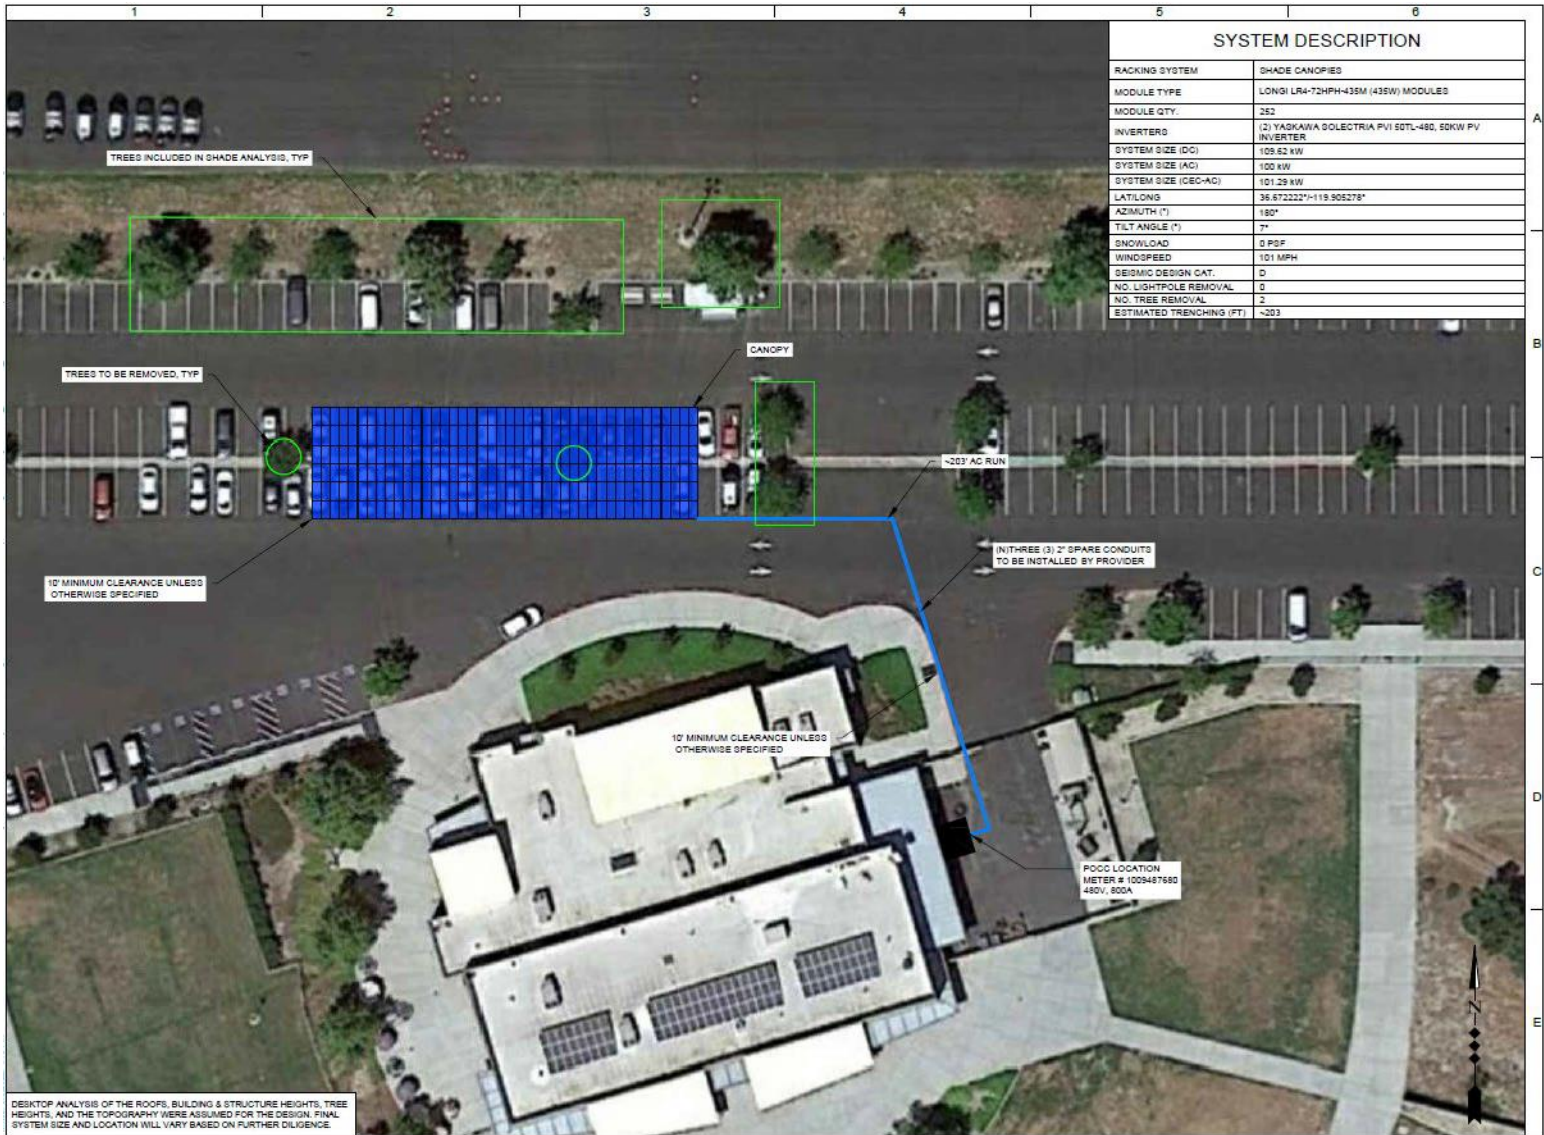 1 2 3 4 5 6
SYSTEM DESCRIPTION
RACKING SYSTEM SHADE CANOPIES
MODULE TYPE LONGI LR4-72HPH-435M (435W) MODULES
MODULE QTY. 252
INVERTERS (2) YASKAWA SOLECTRIA PVI 50TL-480, 50KW PV
INVERTER
SYSTEM SIZE (DC) 109.62 kW
SYSTEM SIZE (AC) 100 kW
SYSTEM SIZE (CEC-AC) 101.29 kW
LAT/LONG 36.672222°/-119.905278°
AZIMUTH (°) 180°
TILT ANGLE (°) 7°
SNOWLOAD 0 PSF
WINDSPEED 101 MPH
SEISMIC DESIGN CAT. D
NO. LIGHTPOLE REMOVAL 0
NO. TREE REMOVAL 2
ESTIMATED TRENCHING (FT) ~203
A
TREES INCLUDED IN SHADE ANALYSIS, TYP
B
CANOPY
TREES TO BE REMOVED, TYP
~203' AC RUN
(N)THREE (3) 2" SPARE CONDUITS
TO BE INSTALLED BY PROVIDER
C
10' MINIMUM CLEARANCE UNLESS
OTHERWISE SPECIFIED
10' MINIMUM CLEARANCE UNLESS
OTHERWISE SPECIFIED
D
POCC LOCATION
METER # 1009487680
480V, 800A
N
E
DESKTOP ANALYSIS OF THE ROOFS, BUILDING & STRUCTURE HEIGHTS, TREE
HEIGHTS, AND THE TOPOGRAPHY WERE ASSUMED FOR THE DESIGN. FINAL
SYSTEM SIZE AND LOCATION WILL VARY BASED ON FURTHER DILIGENCE.